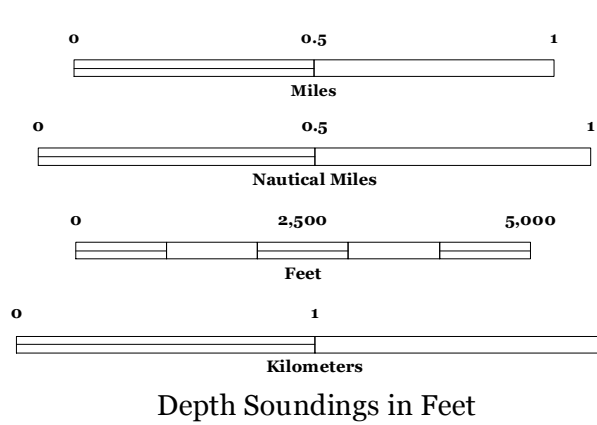 0 0.5 1
Miles
0 0.5 1
Nautical Miles
0 2,500 5,000
Feet
0 1
Kilometers
Depth Soundings in Feet